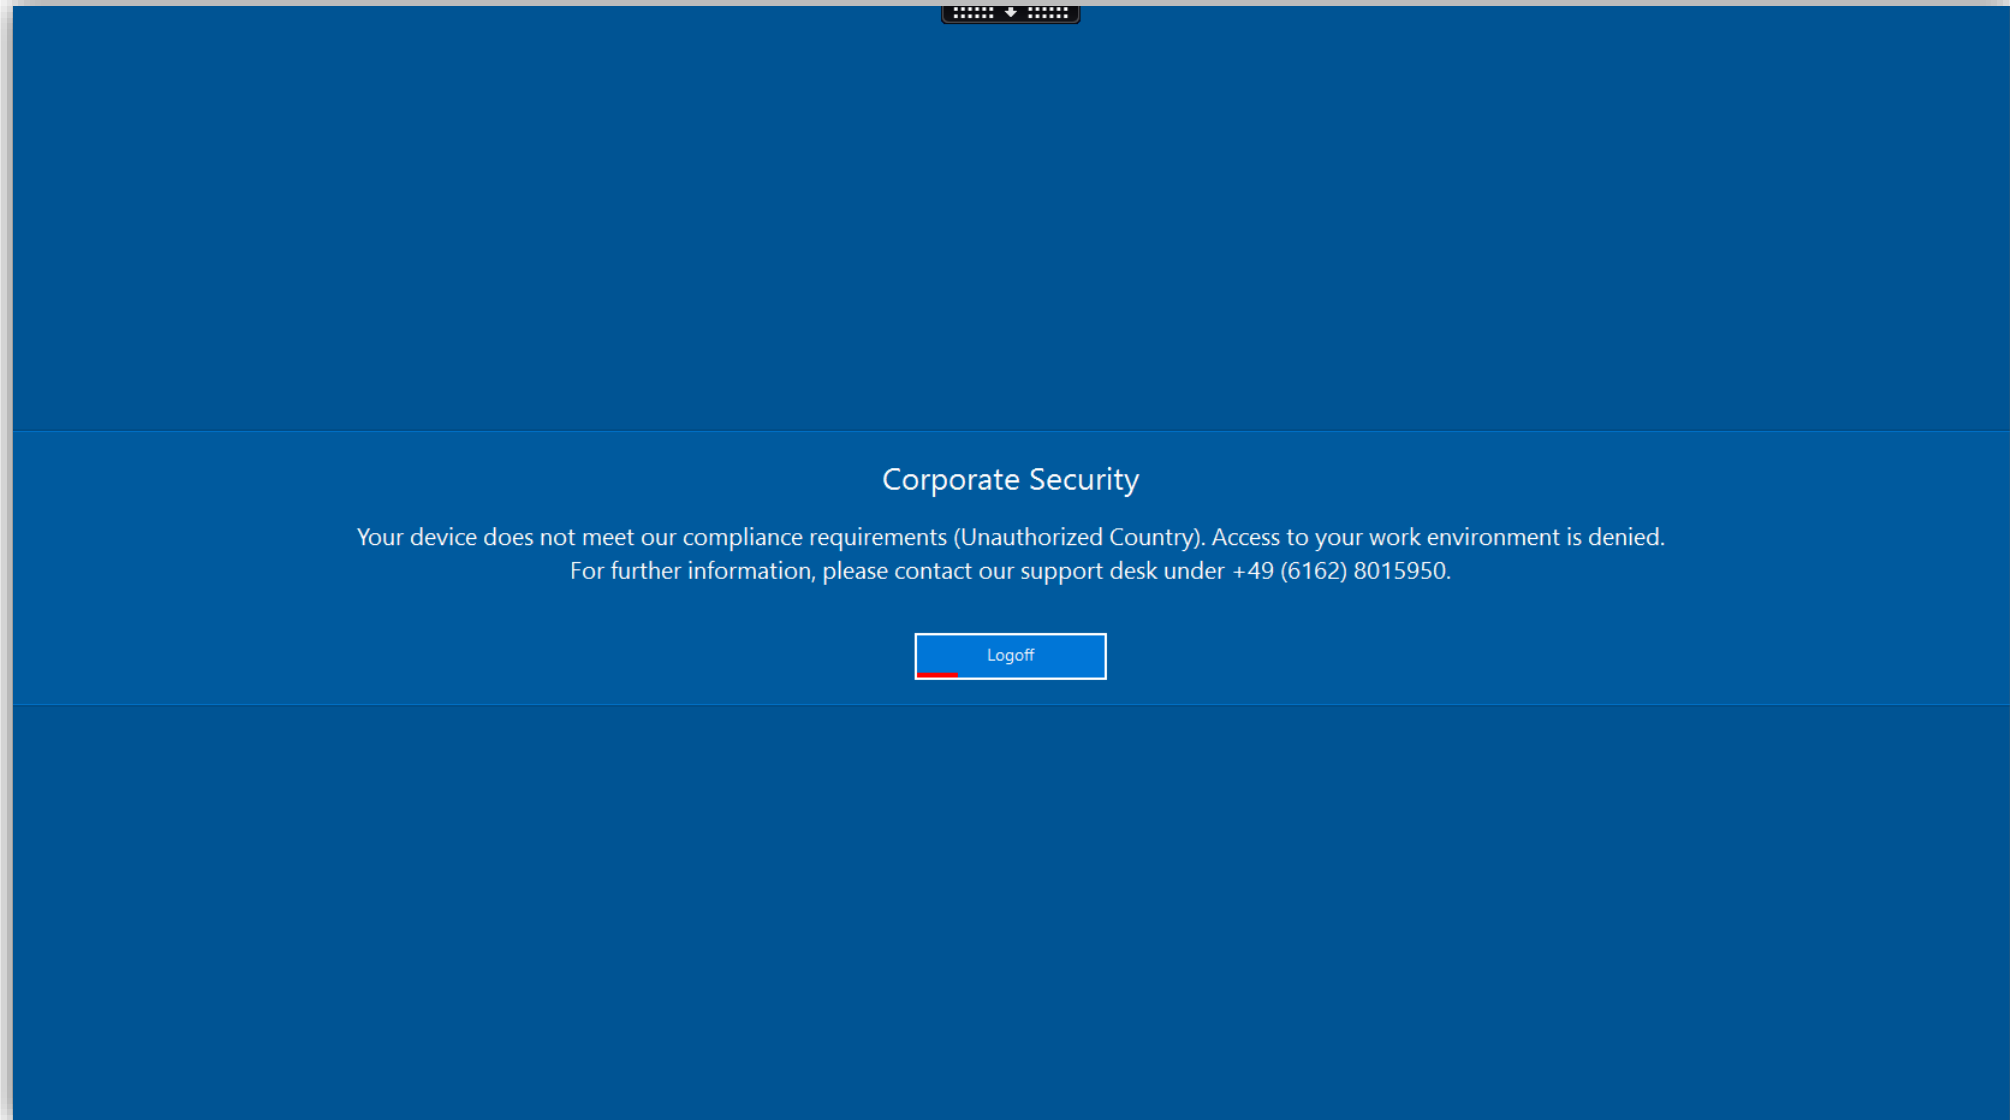 Corporate Security
Your device does not meet our compliance requirements (Unauthorized Country). Access to your work environment is denied.
For further information, please contact our support desk under +49 (6162) 8015950.
Logoff